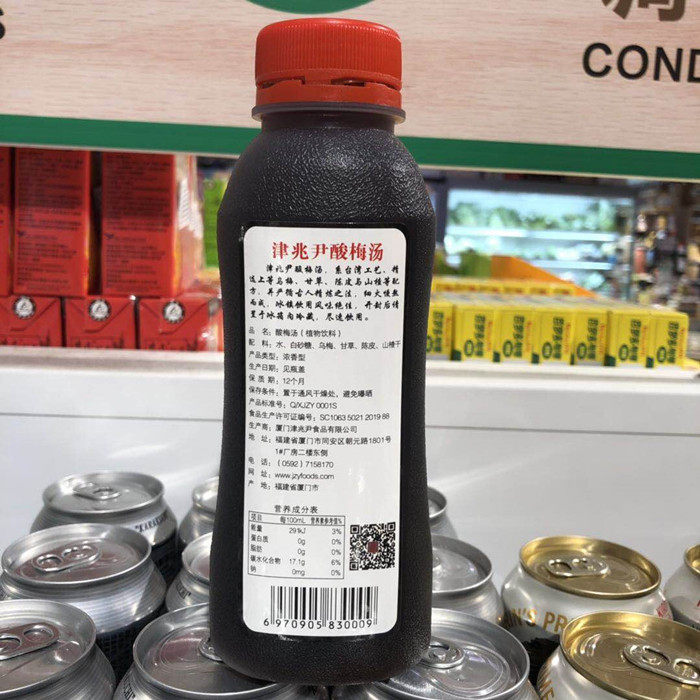 COND
津兆尹酸梅汤
津兆尹酸梅汤，系台湾工艺，精
选上等乌梅、甘草、陈皮与山楂等配
方，并尹循古人精炼之法，细火慢熬
而成，冰镇饮用风味绝佳，开封后请
置于冰箱内冷藏，尽速饮用。
品名：酸梅汤（植物饮料）
配料：水、白砂糖、乌梅、甘草、陈皮、山楂干
产品类型：浓香型
生产日期：见瓶盖
保质期：12个月
保存条件：置于通风干燥处，避免曝晒
产品标准号：Q/XJZY 0001S
食品生产许可证编号：SC1063 5021 2019 88
生产商：厦门津兆尹食品有限公司
地址：福建省厦门市同安区朝元路1801号
1#厂房二楼东侧
电话：（0592）7158170
网址：www.jzyfoods.com
产地：福建省厦门市
营养成分表
项目 每100mL 营养素参考值%
能量 291KJ 3%
蛋白质 0g 0%
脂肪 0g 0%
碳水化合物 17.1g 6%
钠 0mg 0%
6 970905 830009